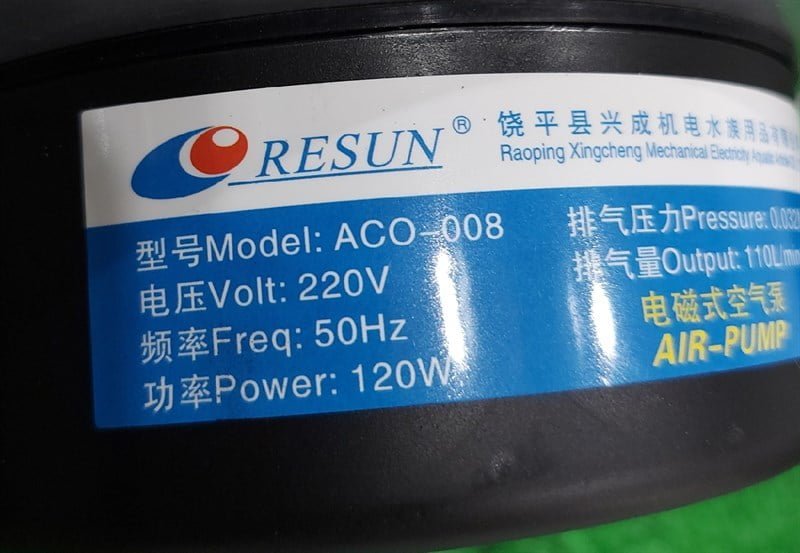 RESUN®
饶平县兴成机电水族用品有
Raoping Xingcheng Mechanical Electricity Aquatic
型号Model: ACO-008
电压Volt: 220V
频率Freq: 50Hz
功率Power: 120W
排气压力Pressure:
排气量Output: 110L/min
电磁式空气泵
AIR-PUMP